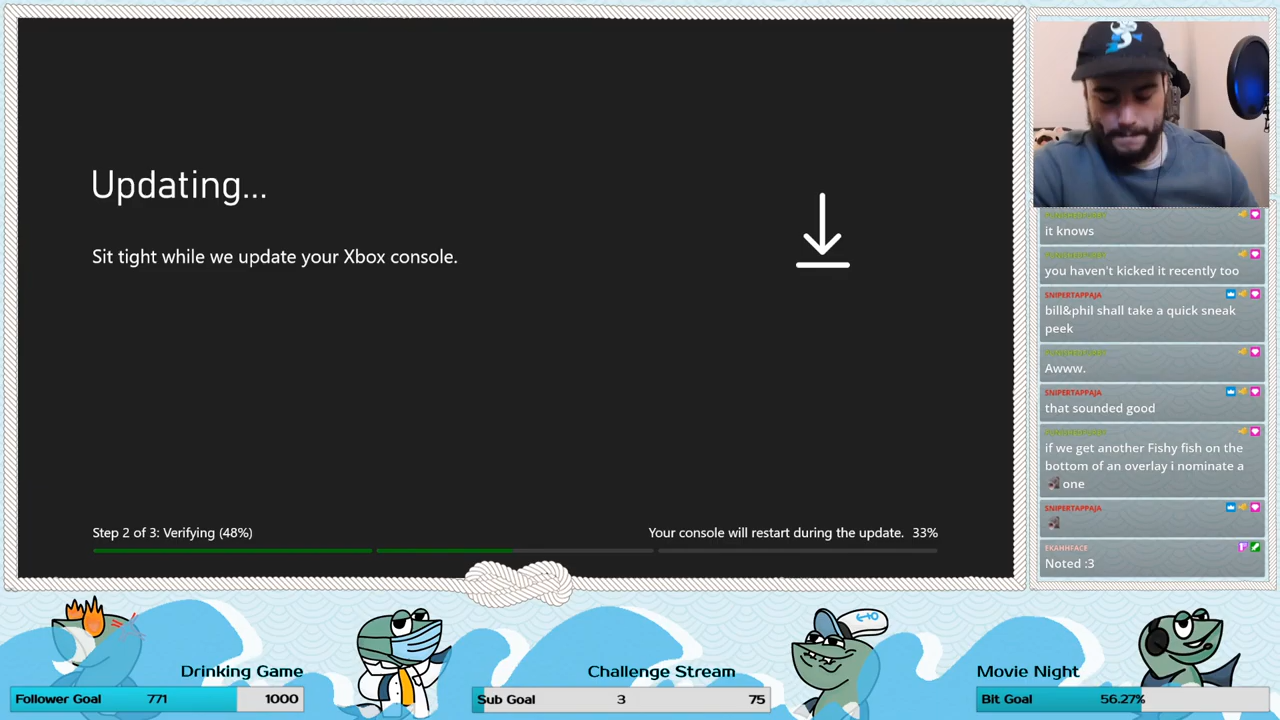 Updating...
Sit tight while we update your Xbox console.
Step 2 of 3: Verifying (48%)
Your console will restart during the update. 33%
it knows
you haven't kicked it recently too
SNIPERTAPPAJA
bill&phil shall take a quick sneak
peek
Awww.
SNIPERTAPPAJA
that sounded good
if we get another Fishy fish on the
bottom of an overlay i nominate a
one
SNIPERTAPPAJA
EKAHHFACE
Noted :3
Drinking Game
Follower Goal 771 1000
Challenge Stream
Sub Goal 3 75
Movie Night
Bit Goal 56.27%